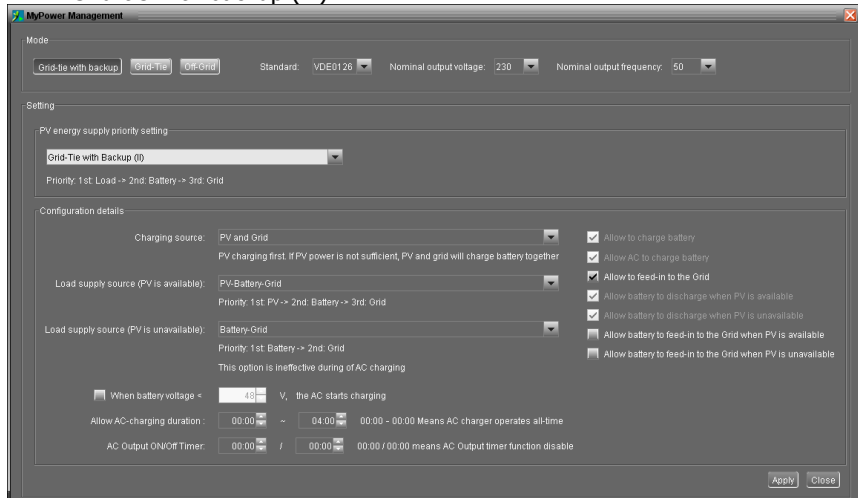 MyPower Management
Mode
Grid-tie with backup Grid-Tie Off-Grid Standard: VDE0126 Nominal output voltage: 230 Nominal output frequency: 50
Setting
PV energy supply priority setting
Grid-Tie with Backup (II)
Priority: 1st: Load -> 2nd: Battery-> 3rd: Grid
Configuration details
Charging source: PV and Grid
PV charging first. If PV power is not sufficient, PV and grid will charge battery together
Load supply source (PV is available): PV-Battery-Grid
Priority: 1st: PV -> 2nd: Battery -> 3rd: Grid
Load supply source (PV is unavailable): Battery-Grid
Priority: 1st: Battery -> 2nd: Grid
This option is ineffective during of AC charging
When battery voltage < 48 V, the AC starts charging
Allow AC-charging duration : 00:00 ~ 04:00 00:00 - 00:00 Means AC charger operates all-time
AC Output ON/Off Timer: 00:00 / 00:00 00:00 / 00:00 means AC Output timer function disable
Allow to charge battery
Allow AC to charge battery
Allow to feed-in to the Grid
Allow battery to discharge when PV is available
Allow battery to discharge when PV is unavailable
Allow battery to feed-in to the Grid when PV is available
Allow battery to feed-in to the Grid when PV is unavailable
Apply Close